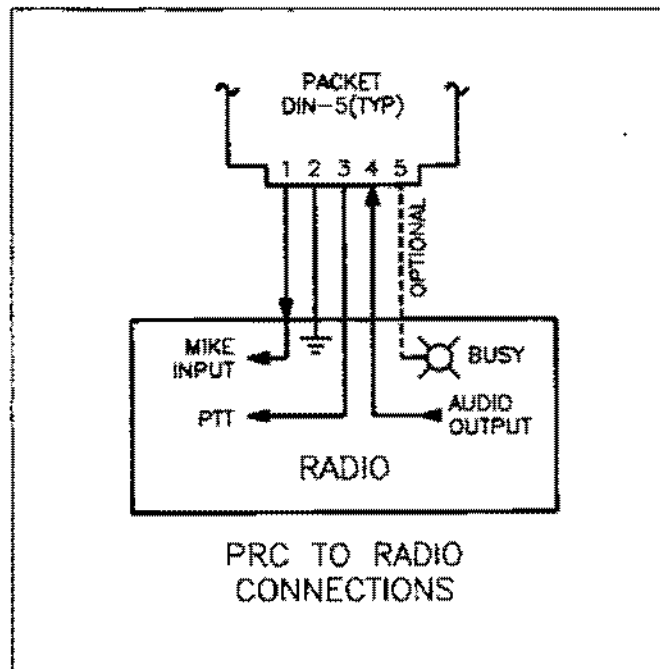 PACKET
DIN-5(TYP)
1 2 3 4 5
OPTIONAL
MIKE
INPUT
BUSY
PTT
AUDIO
OUTPUT
RADIO
PRC TO RADIO
CONNECTIONS